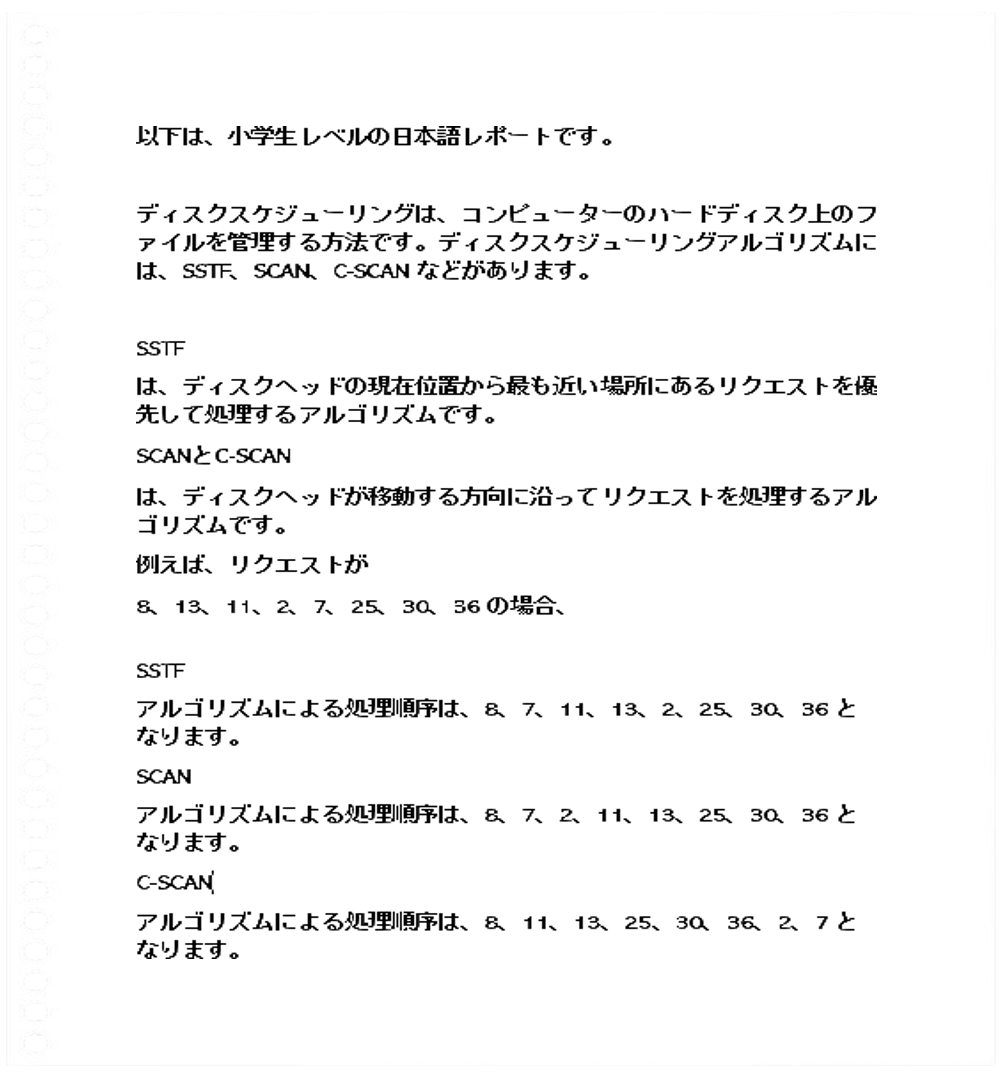 以下は、小学生レベルの日本語レポートです。
ディスクスケジューリングは、コンピューターのハードディスク上のフ
ァイルを管理する方法です。ディスクスケジューリングアルゴリズムに
は、SSTF、SCAN、C-SCAN などがあります。
SSTF
は、ディスクヘッドの現在位置から最も近い場所にあるリクエストを優
先して処理するアルゴリズムです。
SCANとC-SCAN
は、ディスクヘッドが移動する方向に沿ってリクエストを処理するアル
ゴリズムです。
例えば、リクエストが
8、13、11、2、7、25、30、36 の場合、
SSTF
アルゴリズムによる処理順序は、8、7、11、13、2、25、30、36 と
なります。
SCAN
アルゴリズムによる処理順序は、8、7、2、11、13、25、30、36 と
なります。
C-SCAN
アルゴリズムによる処理順序は、8、11、13、25、30、36、2、7 と
なります。